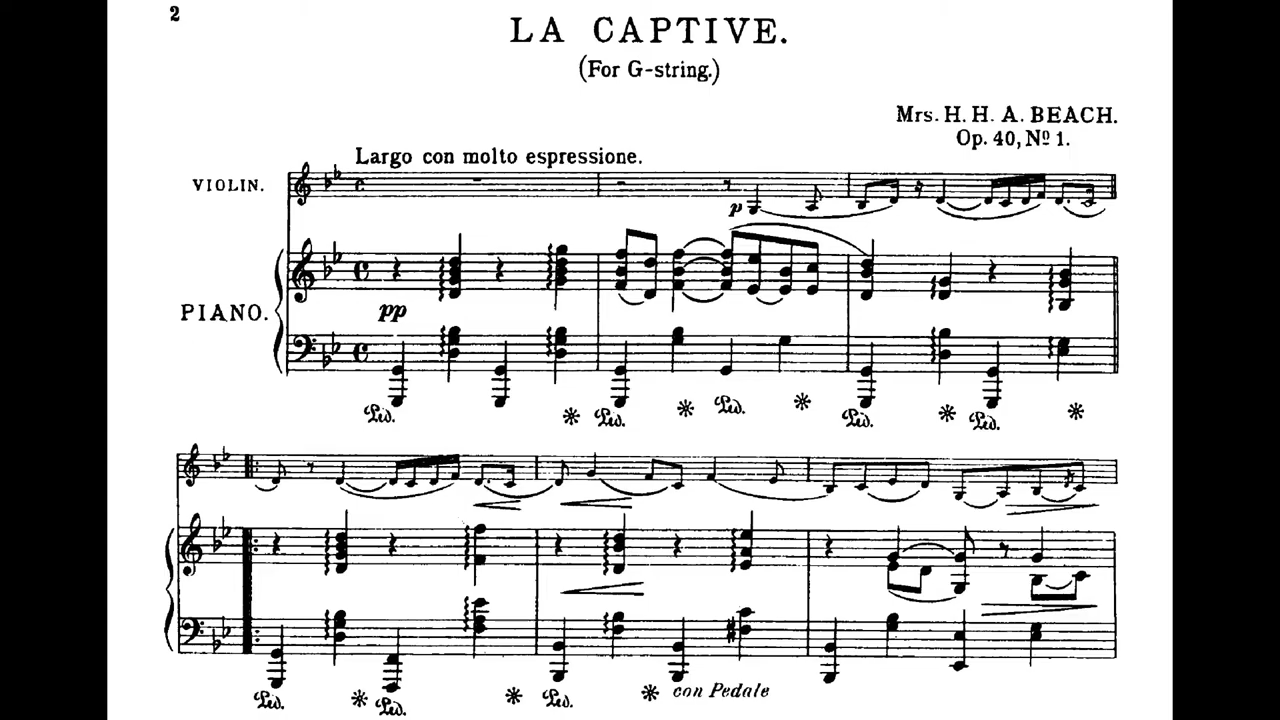 2
LA CAPTIVE.
(For G-string.)
Mrs. H. H. A. BEACH.
Op. 40, No 1.
Largo con molto espressione.
VIOLIN.
p
PIANO.
pp
Ped. Ped. Ped. Ped. Ped.
Ped. Ped. Ped. con Pedale